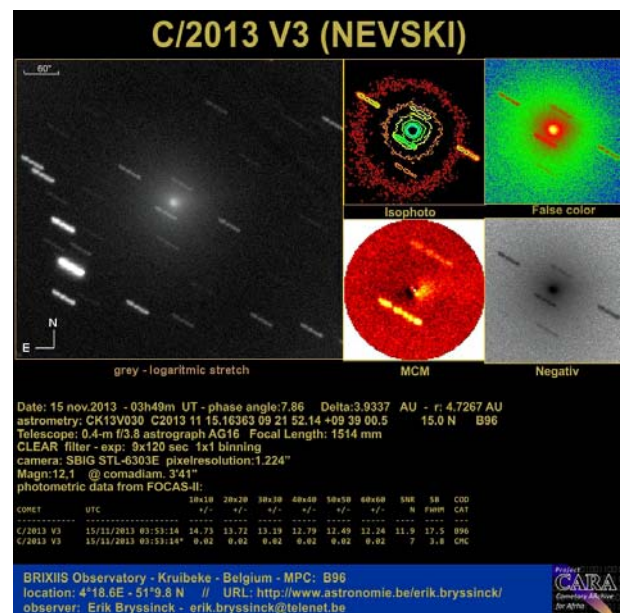 C/2013 V3 (NEVSKI)
60"
N
E
grey - logaritmic stretch
Isophoto
False color
MCM
Negativ
Date: 15 nov.2013 - 03h49m UT - phase angle:7.86 Delta:3.9337 AU - r: 4.7267 AU
astrometry: CK13V030 C2013 11 15.16363 09 21 52.14 +09 39 00.5 15.0 N B96
Telescope: 0.4-m f/3.8 astrograph AG16 Focal Length: 1514 mm
CLEAR filter - exp: 9x120 sec 1x1 binning
camera: SBIG STL-6303E pixelresolution:1.224"
Magn:12,1 @ comadiam. 3'41"
photometric data from FOCAS-II:
10x10 20x20 30x30 40x40 50x50 60x60 SNR SB COD
COMET UTC +/- +/- +/- +/- +/- +/- N FWHM CAT
C/2013 V3 15/11/2013 03:53:14 14.73 13.72 13.19 12.79 12.49 12.24 11.9 17.5 B96
C/2013 V3 15/11/2013 03:53:14* 0.02 0.02 0.02 0.02 0.02 0.02 7 3.8 CMC
BRIXIIS Observatory - Kruibeke - Belgium - MPC: B96
location: 4°18.6E - 51°9.8 N // URL: http://www.astronomie.be/erik.bryssinck/
observer: Erik Bryssinck - erik.bryssinck@telenet.be
Project
CARA
Cometary Archive
for Afrho